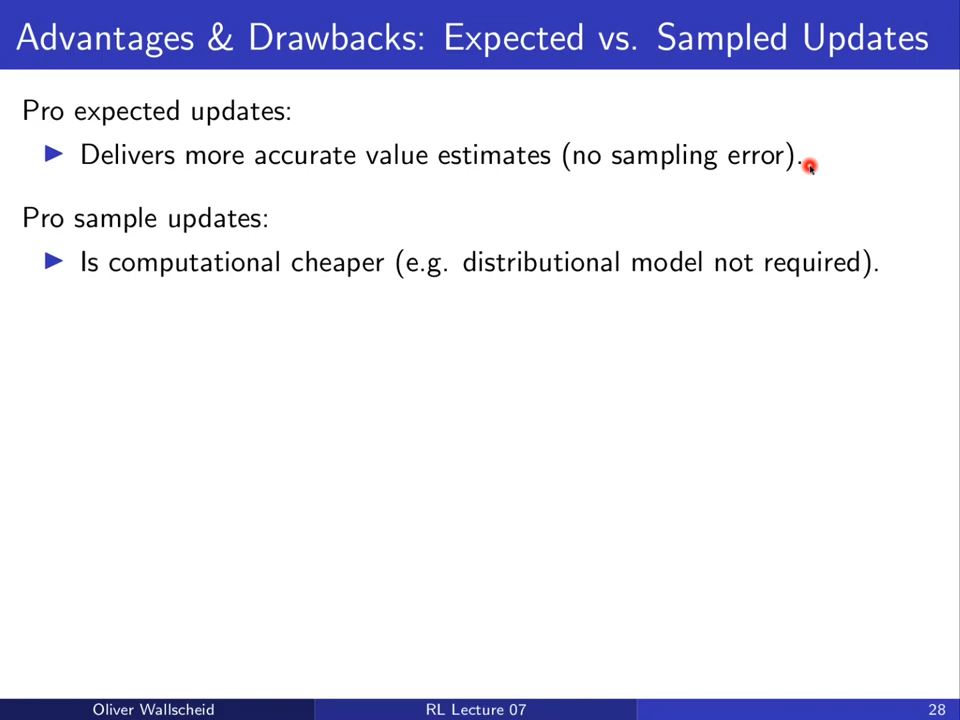 Advantages & Drawbacks: Expected vs. Sampled Updates
Pro expected updates:
Delivers more accurate value estimates (no sampling error).
Pro sample updates:
Is computational cheaper (e.g. distributional model not required).
Oliver Wallscheid
RL Lecture 07
28